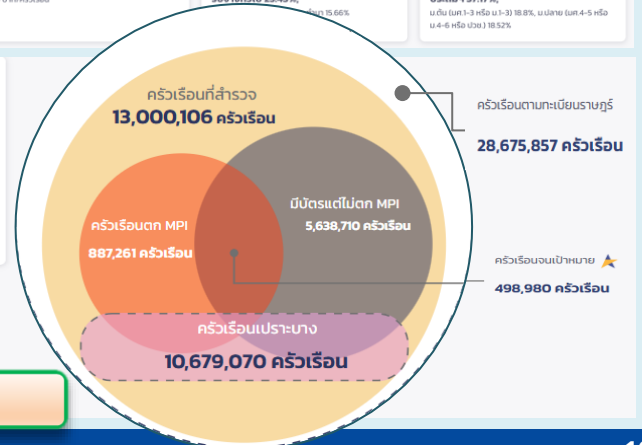 ม.ต้น (มศ.1-3 หรือ ม.1-3) 18.8%, ม.ปลาย (มศ.4-5 หรือ
ม.4-6 หรือ ปวช.) 18.52%
15.66%
ครัวเรือนที่สำรวจ
13,000,106 ครัวเรือน
ครัวเรือนตามทะเบียนราษฎร์
28,675,857 ครัวเรือน
มีบัตรแต่ไม่ตก MPI
5,638,710 ครัวเรือน
ครัวเรือนตก MPI
887,261 ครัวเรือน
ครัวเรือนจนเป้าหมาย
498,980 ครัวเรือน
ครัวเรือนเปราะบาง
10,679,070 ครัวเรือน